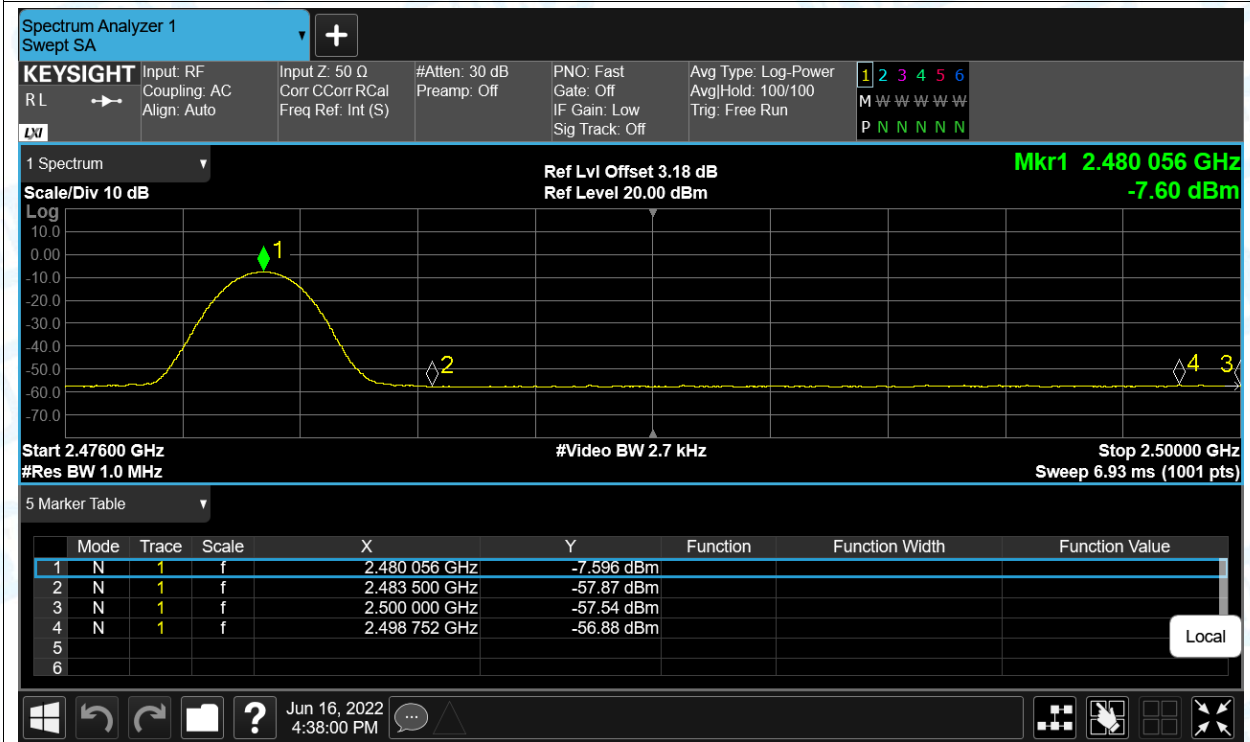 Spectrum Analyzer 1
Swept SA
+
KEYSIGHT
R L
LXI
Input: RF
Coupling: AC
Align: Auto
Input Z: 50 Ω
Corr CCorr RCal
Freq Ref: Int (S)
#Atten: 30 dB
Preamp: Off
PNO: Fast
Gate: Off
IF Gain: Low
Sig Track: Off
Avg Type: Log-Power
Avg|Hold: 100/100
Trig: Free Run
1 2 3 4 5 6
M W W W W W
P N N N N N
1 Spectrum
Scale/Div 10 dB
Ref Lvl Offset 3.18 dB
Ref Level 20.00 dBm
Mkr1 2.480 056 GHz
-7.60 dBm
Log
10.0
0.00
-10.0
-20.0
-30.0
-40.0
-50.0
-60.0
-70.0
1
2
4 3
Start 2.47600 GHz
#Res BW 1.0 MHz
#Video BW 2.7 kHz
Stop 2.50000 GHz
Sweep 6.93 ms (1001 pts)
5 Marker Table
Mode Trace Scale X Y Function Function Width Function Value
1 N 1 f 2.480 056 GHz -7.596 dBm
2 N 1 f 2.483 500 GHz -57.87 dBm
3 N 1 f 2.500 000 GHz -57.54 dBm
4 N 1 f 2.498 752 GHz -56.88 dBm
5
6
Local
?
Jun 16, 2022
4:38:00 PM